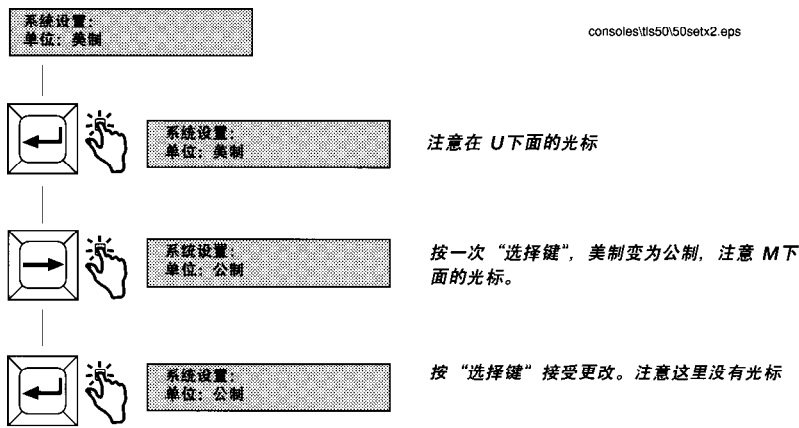 系统设置:
单位: 美制
consoles\tls50\50setx2.eps
系统设置:
单位: 美制
注意在 U下面的光标
系统设置:
单位: 公制
按一次 “选择键”, 美制变为公制, 注意 M下
面的光标。
系统设置:
单位: 公制
按 “选择键” 接受更改。注意这里没有光标